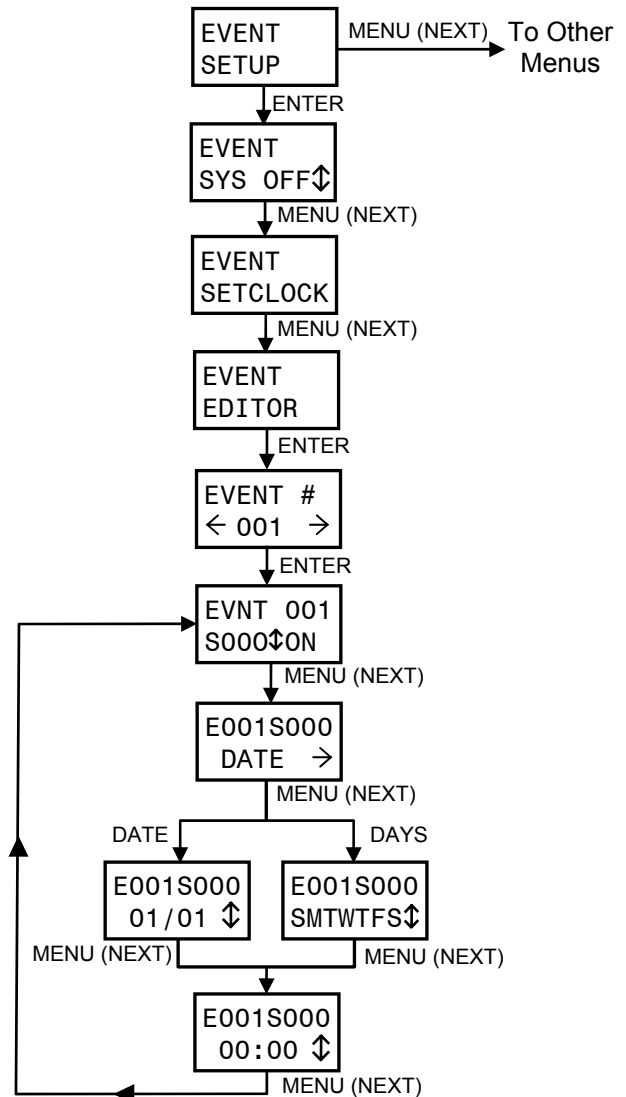 EVENT
SETUP
MENU (NEXT)
To Other
Menus
ENTER
EVENT
SYS OFF↕
MENU (NEXT)
EVENT
SETCLOCK
MENU (NEXT)
EVENT
EDITOR
ENTER
EVENT #
← 001 →
ENTER
EVNT 001
S000↕ON
MENU (NEXT)
E001S000
DATE →
MENU (NEXT)
DATE
DAYS
E001S000
01/01 ↕
E001S000
SMTWTFS↕
MENU (NEXT)
MENU (NEXT)
E001S000
00:00 ↕
MENU (NEXT)